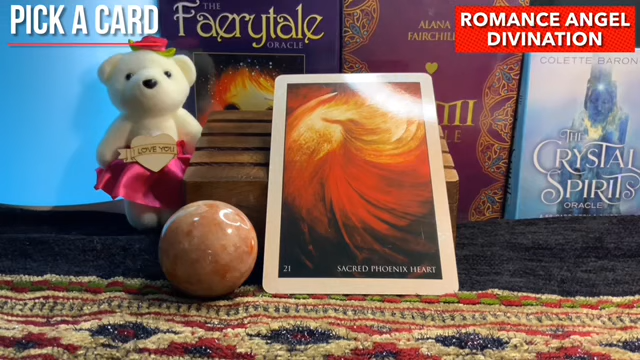 PICK A CARD
ROMANCE ANGEL
DIVINATION
THE
Faerytale
ORACLE
ALANA
COLETTE BARON
THE
CRYSTAL
SPIRITS
ORACLE
I LOVE YOU
21 SACRED PHOENIX HEART